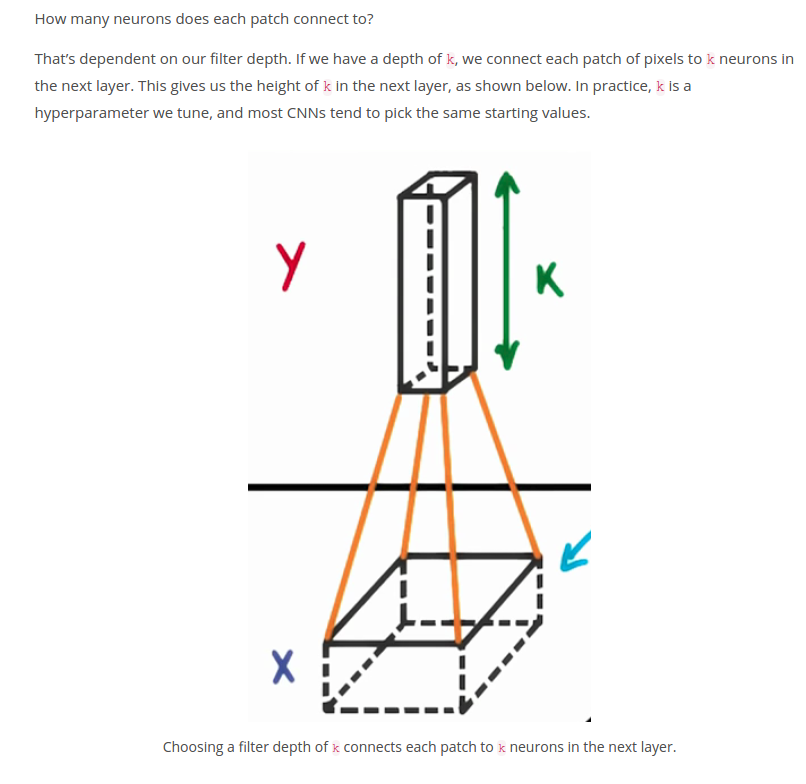 How many neurons does each patch connect to?
That's dependent on our filter depth. If we have a depth of k, we connect each patch of pixels to k neurons in
the next layer. This gives us the height of k in the next layer, as shown below. In practice, k is a
hyperparameter we tune, and most CNNs tend to pick the same starting values.
Y
K
X
Choosing a filter depth of k connects each patch to k neurons in the next layer.